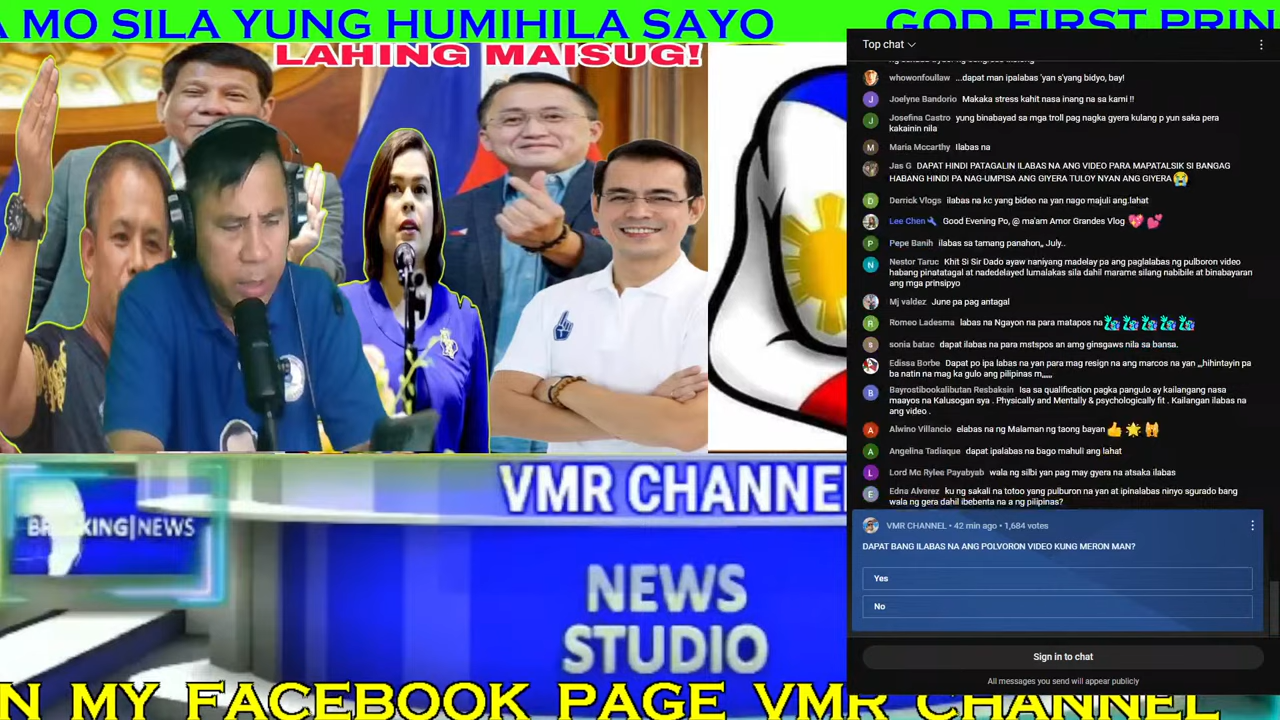 A MO SILA YUNG HUMIHILA SAYO
GOD FIRST PRIN
LAHING MAISUG!
BREAKING|NEWS
VMR CHANNE
NEWS
STUDIO
N MY FACEBOOK PAGE VMR CHANNEL
Top chat
whowonfoullaw ...dapat man ipalabas 'yan s'yang bidyo, bay!
Joelyne Bandorio Makaka stress kahit nasa inang na sa kami !!
Josefina Castro yung binabayad sa mga troll pag nagka gyera kulang p yun saka pera
kakainin nila
Maria Mccarthy Ilabas na
Jas G DAPAT HINDI PATAGALIN ILABAS NA ANG VIDEO PARA MAPATALSIK SI BANGAG
HABANG HINDI PA NAG-UMPISA ANG GIYERA TULOY NYAN ANG GIYERA😭
Derrick Vlogs ilabas na kc yang bideo na yan nago majuli ang.lahat
Lee Chen Good Evening Po, @ ma'am Amor Grandes Vlog 💖 💕
Pepe Banih ilabas sa tamang panahon,, July..
Nestor Taruc Khit Si Sir Dado ayaw naniyang madelay pa ang paglalabas ng pulboron video
habang pinatatagal at nadedelayed lumalakas sila dahil marame silang nabibile at binabayaran
ang mga prinsipyo
Mj valdez June pa pag antagal
Romeo Ladesma labas na Ngayon na para matapos na🗽🗽🗽🗽🗽
sonia batac dapat ilabas na para mstspos an amg ginsgaws nila sa bansa.
Edissa Borbe Dapat po ipa labas na yan para mag resign na ang marcos na yan ,,hihintayin pa
ba natin na mag ka gulo ang pilipinas m,,,,,
Bayrostibookalibutan Resbaksin Isa sa qualification pagka pangulo ay kailangang nasa
maayos na Kalusogan sya . Physically and Mentally & psychologically fit . Kailangan ilabas na
ang video .
Alwino Villancio elabas na ng Malaman ng taong bayan 👍 🌟 🙀
Angelina Tadiaque dapat ipalabas na bago mahuli ang lahat
Lord Mc Rylee Payabyab wala ng silbi yan pag may gyera na atsaka ilabas
Edna Alvarez ku ng sakali na totoo yang pulburon na yan at ipinalabas ninyo sgurado bang
wala ng gera dahil ibebenta na a ng pilipinas?
VMR CHANNEL • 42 min ago • 1,684 votes
DAPAT BANG ILABAS NA ANG POLVORON VIDEO KUNG MERON MAN?
Yes
No
Sign in to chat
All messages you send will appear publicly